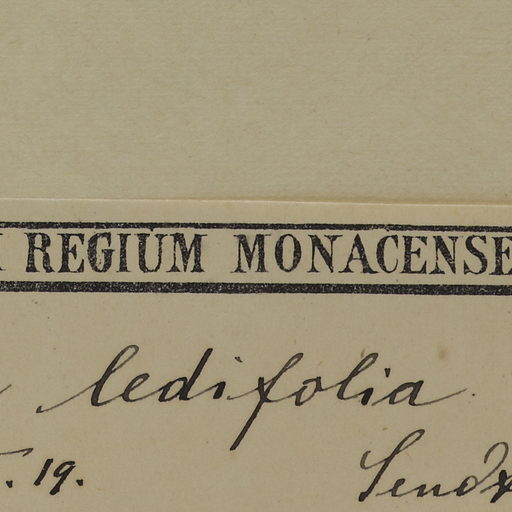 REGIUM MONACENSE
ledifolia
. 19.